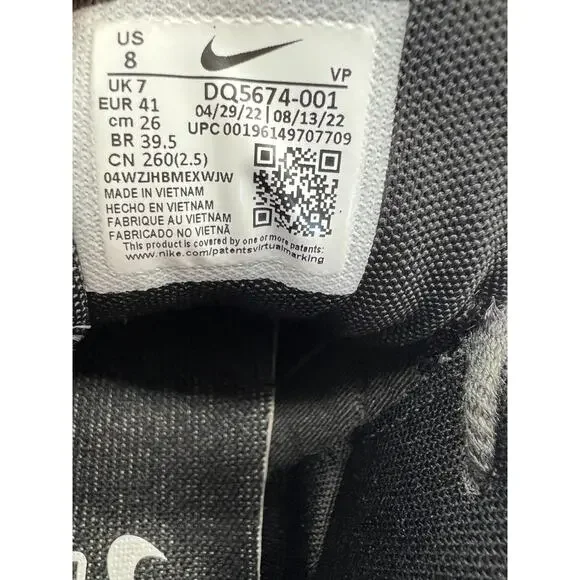 US
8
VP
UK 7
EUR 41
cm 26
BR 39,5
CN 260(2.5)
DQ5674-001
04/29/22 | 08/13/22
UPC 00196149707709
04WZJHBMEXWJW
MADE IN VIETNAM
HECHO EN VIETNAM
FABRIQUE AU VIETNAM
FABRICADO NO VIETNÃ
This product is covered by one or more patents:
www.nike.com/patentsvirtualmarking